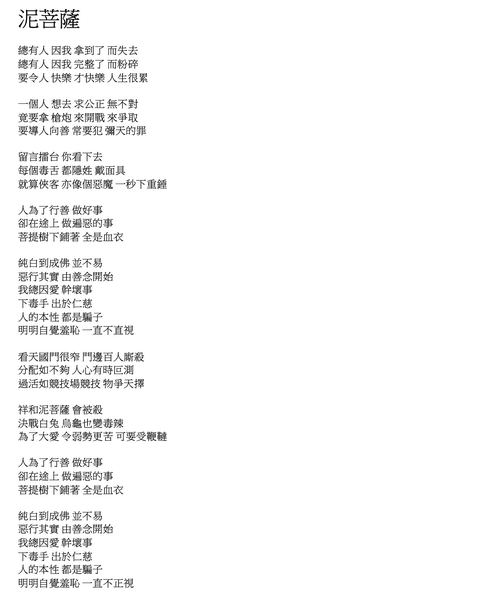 泥菩薩
總有人 因我 拿到了 而失去
總有人 因我 完整了 而粉碎
要令人 快樂 才快樂 人生很累
一個人 想去 求公正 無不對
竟要拿 槍炮 來開戰 來爭取
要導人向善 常要犯 彌天的罪
留言擂台 你看下去
每個毒舌 都隱姓 戴面具
就算俠客 亦像個惡魔 一秒下重錘
人為了行善 做好事
卻在途上 做遍惡的事
菩提樹下鋪著 全是血衣
純白到成佛 並不易
惡行其實 由善念開始
我總因愛 幹壞事
下毒手 出於仁慈
人的本性 都是騙子
明明自覺羞恥 一直不直視
看天國門很窄 門邊百人廝殺
分配如不夠 人心有時叵測
過活如競技場競技 物爭天擇
祥和泥菩薩 會被殺
決戰白兔 烏龜也變毒辣
為了大愛 令弱勢更苦 可要受鞭韃
人為了行善 做好事
卻在途上 做遍惡的事
菩提樹下鋪著 全是血衣
純白到成佛 並不易
惡行其實 由善念開始
我總因愛 幹壞事
下毒手 出於仁慈
人的本性 都是騙子
明明自覺羞恥 一直不正視